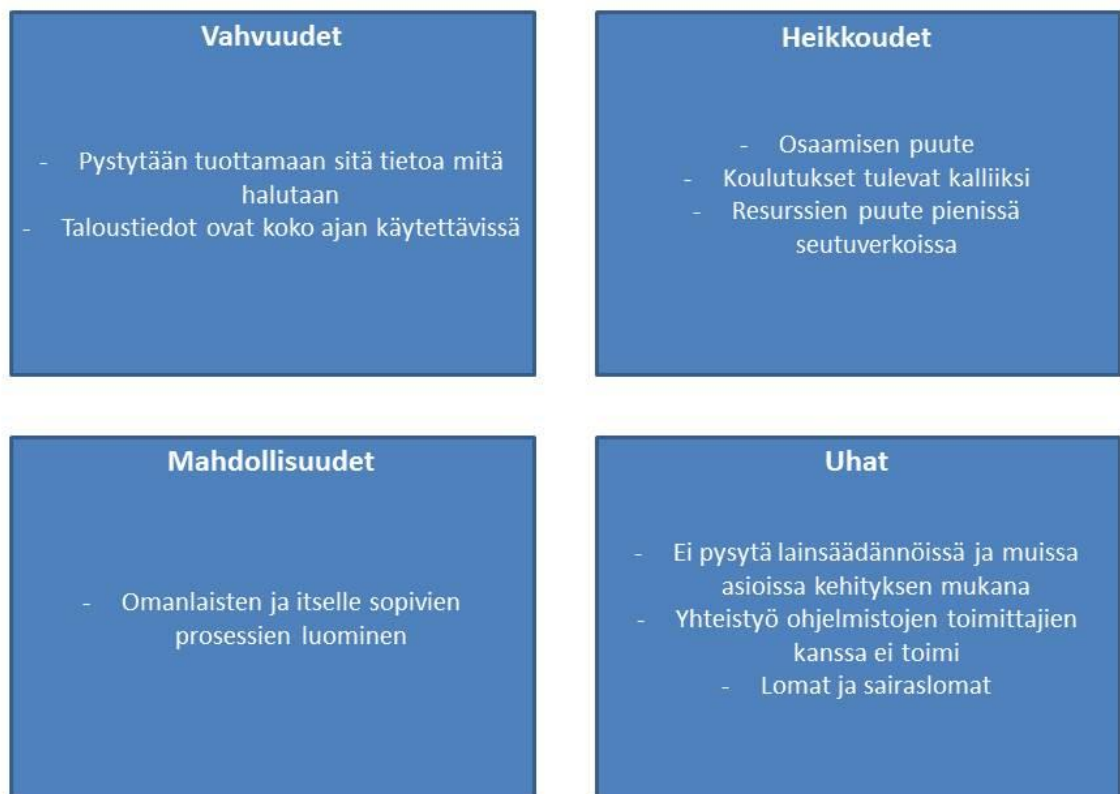 Vahvuudet
- Pystytään tuottamaan sitä tietoa mitä
halutaan
- Taloustiedot ovat koko ajan käytettävissä
Heikkoudet
- Osaamisen puute
- Koulutukset tulevat kalliiksi
- Resurssien puute pienissä
seutuverkoissa
Mahdollisuudet
- Omanlaisten ja itselle sopivien
prosessien luominen
Uhat
- Ei pysytä lainsäädännöissä ja muissa
asioissa kehityksen mukana
- Yhteistyö ohjelmistojen toimittajien
kanssa ei toimi
- Lomat ja sairaslomat